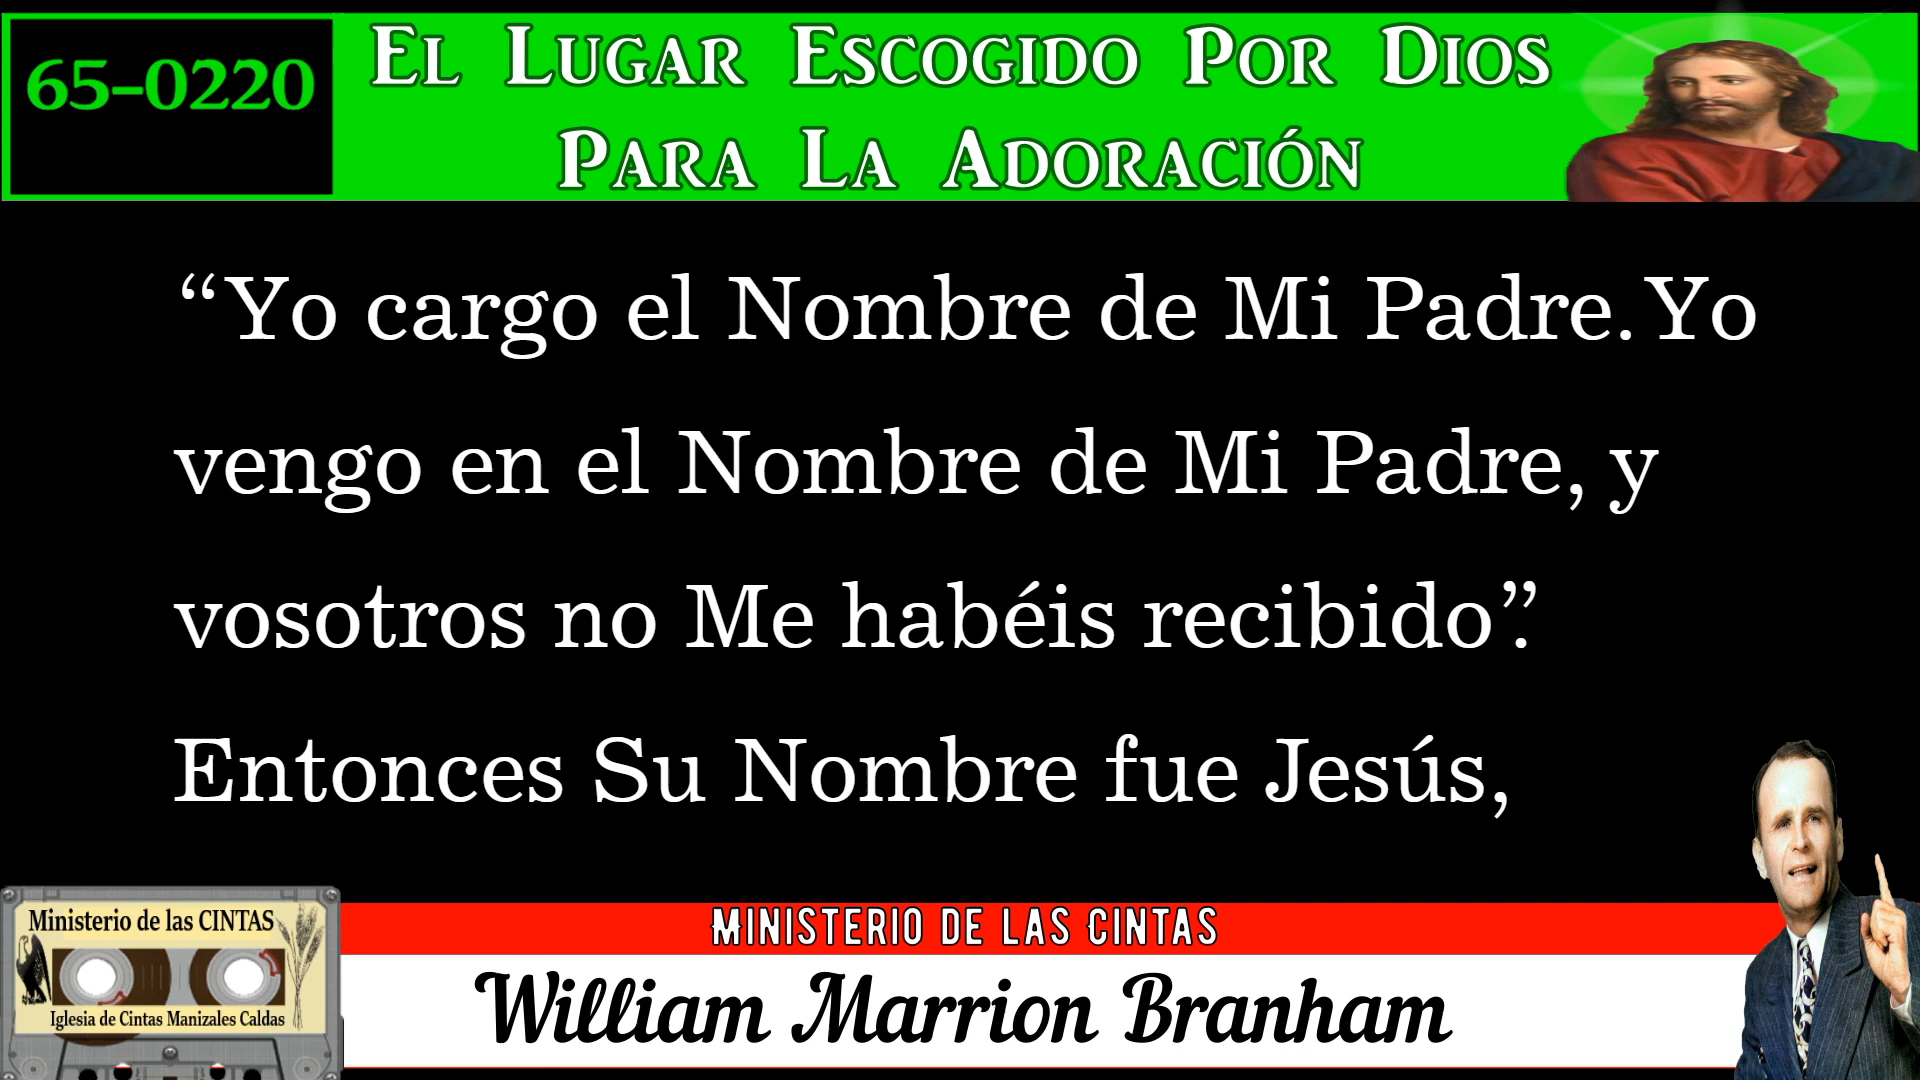 65-0220
El Lugar Escogido Por Dios
Para La Adoración
“Yo cargo el Nombre de Mi Padre. Yo
vengo en el Nombre de Mi Padre, y
vosotros no Me habéis recibido”.
Entonces Su Nombre fue Jesús,
Ministerio de las CINTAS
Iglesia de Cintas Manizales Caldas
MINISTERIO DE LAS CINTAS
William Marrion Branham